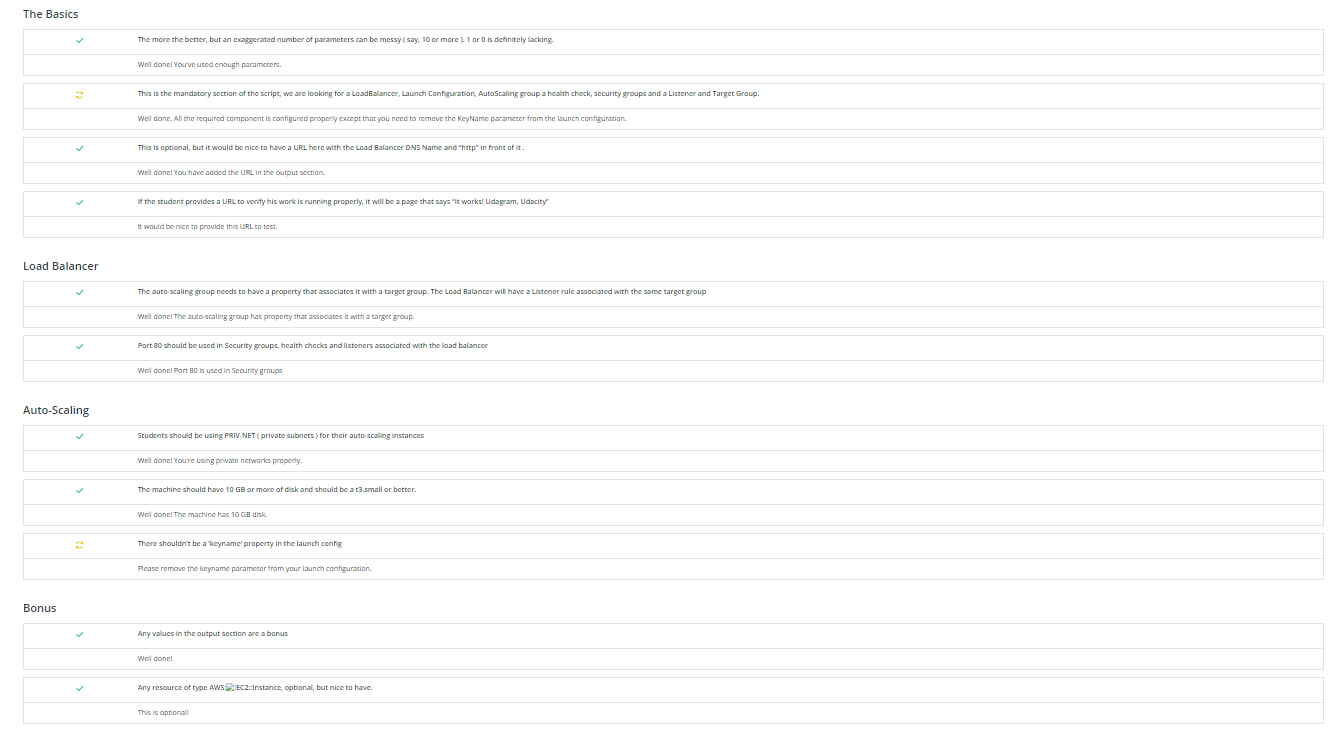 The Basics
The more the better, but an exaggerated number of parameters can be messy ( say, 10 or more ). 1 or 0 is definitely lacking.
Well done! You've used enough parameters.
This is the mandatory section of the script, we are looking for a LoadBalancer, Launch Configuration, AutoScaling group a health check, security groups and a Listener and Target Group.
Well done. All the required component is configured properly except that you need to remove the KeyName parameter from the launch configuration.
This is optional, but it would be nice to have a URL here with the Load Balancer DNS Name and "http" in front of it .
Well done! You have added the URL in the output section.
If the student provides a URL to verify his work is running properly, it will be a page that says "It works! Udagram, Udacity"
It would be nice to provide this URL to test.
Load Balancer
The auto-scaling group needs to have a property that associates it with a target group. The Load Balancer will have a Listener rule associated with the same target group
Well done! The auto-scaling group has property that associates it with a target group.
Port 80 should be used in Security groups, health checks and listeners associated with the load balancer
Well done! Port 80 is used in Security groups
Auto-Scaling
Students should be using PRIV-NET ( private subnets ) for their auto-scaling instances
Well done! You're using private networks properly.
The machine should have 10 GB or more of disk and should be a t3.small or better.
Well done! The machine has 10 GB disk.
There shouldn't be a 'keyname' property in the launch config
Please remove the keyname parameter from your launch configuration.
Bonus
Any values in the output section are a bonus
Well done!
Any resource of type AWS::EC2::Instance, optional, but nice to have.
This is optional!